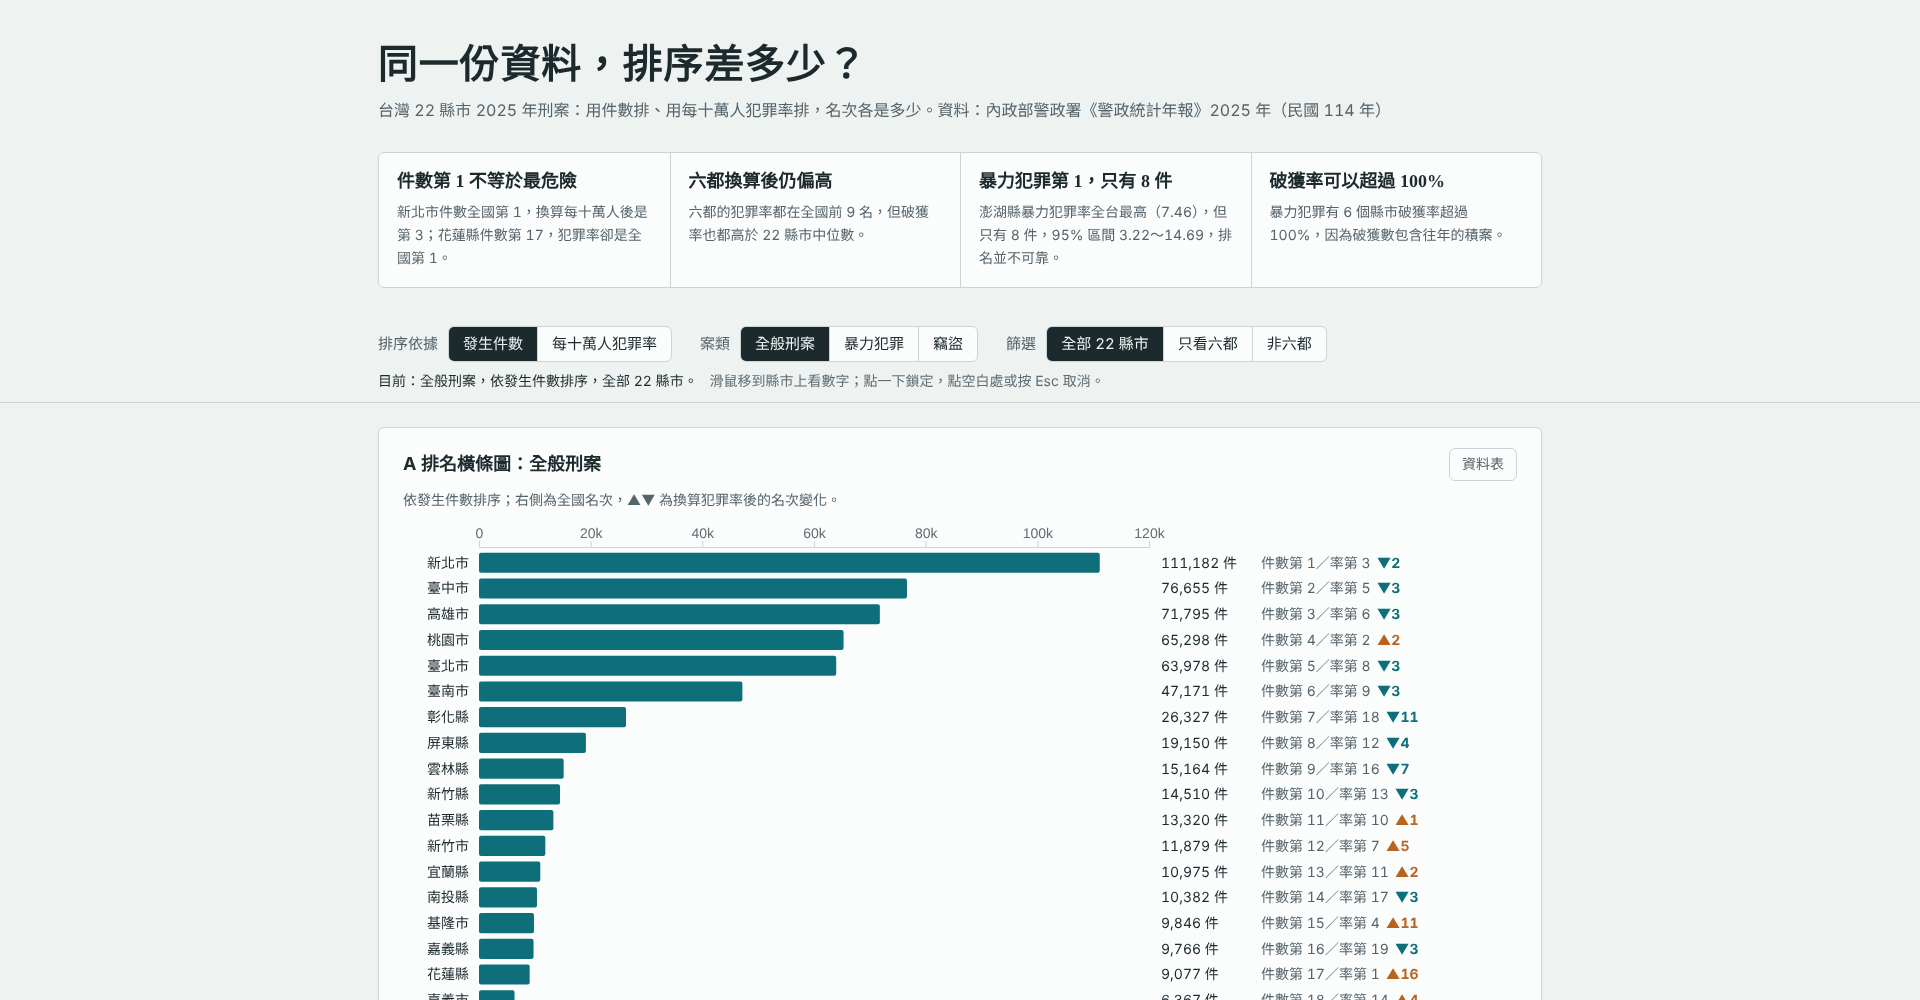 同一份資料，排序差多少？
台灣 22 縣市 2025 年刑案：用件數排、用每十萬人犯罪率排，名次各是多少。資料：內政部警政署《警政統計年報》2025 年（民國 114 年）
件數第 1 不等於最危險
新北市件數全國第 1，換算每十萬人後是
第 3；花蓮縣件數第 17，犯罪率卻是全
國第 1。
六都換算後仍偏高
六都的犯罪率都在全國前 9 名，但破獲
率也都高於 22 縣市中位數。
暴力犯罪第 1，只有 8 件
澎湖縣暴力犯罪率全台最高（7.46），但
只有 8 件，95% 區間 3.22～14.69，排
名並不可靠。
破獲率可以超過 100%
暴力犯罪有 6 個縣市破獲率超過
100%，因為破獲數包含往年的積案。
排序依據 發生件數 每十萬人犯罪率 案類 全般刑案 暴力犯罪 竊盜 篩選 全部 22 縣市 只看六都 非六都
目前：全般刑案，依發生件數排序，全部 22 縣市。 滑鼠移到縣市上看數字；點一下鎖定，點空白處或按 Esc 取消。
A 排名橫條圖：全般刑案 資料表
依發生件數排序；右側為全國名次，▲▼ 為換算犯罪率後的名次變化。
0 20k 40k 60k 80k 100k 120k
新北市 111,182 件 件數第 1／率第 3 ▼2
臺中市 76,655 件 件數第 2／率第 5 ▼3
高雄市 71,795 件 件數第 3／率第 6 ▼3
桃園市 65,298 件 件數第 4／率第 2 ▲2
臺北市 63,978 件 件數第 5／率第 8 ▼3
臺南市 47,171 件 件數第 6／率第 9 ▼3
彰化縣 26,327 件 件數第 7／率第 18 ▼11
屏東縣 19,150 件 件數第 8／率第 12 ▼4
雲林縣 15,164 件 件數第 9／率第 16 ▼7
新竹縣 14,510 件 件數第 10／率第 13 ▼3
苗栗縣 13,320 件 件數第 11／率第 10 ▲1
新竹市 11,879 件 件數第 12／率第 7 ▲5
宜蘭縣 10,975 件 件數第 13／率第 11 ▲2
南投縣 10,382 件 件數第 14／率第 17 ▼3
基隆市 9,846 件 件數第 15／率第 4 ▲11
嘉義縣 9,766 件 件數第 16／率第 19 ▼3
花蓮縣 9,077 件 件數第 17／率第 1 ▲16
嘉義市 6,367 件 件數第 18／率第 14 ▲4